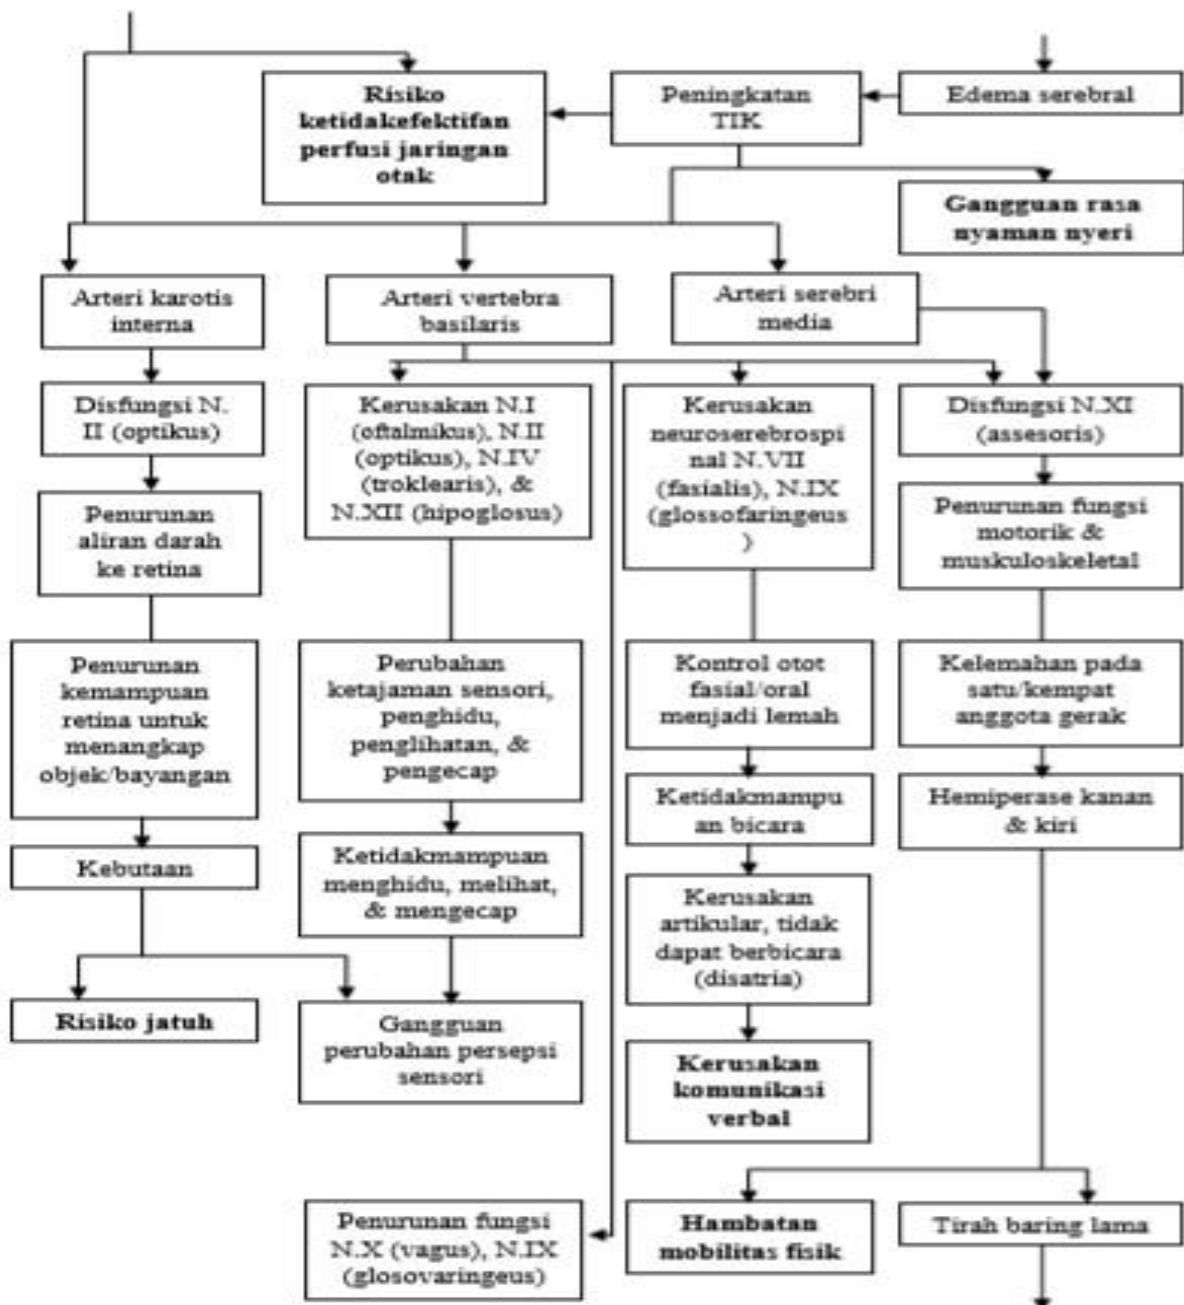 Risiko
ketidakefektifan
perfusi jaringan
otak
Peningkatan
TIK
Edema serebral
Gangguan rasa
nyaman nyeri
Arteri karotis
interna
Arteri vertebra
basilaris
Arteri serebri
media
Disfungsi N.
II (optikus)
Kerusakan N.I
(oftalmikus), N.II
(optikus), N.IV
(troklearis), &
N.XII (hipoglosus)
Kerusakan
neuroserebrospi
nal N.VII
(fasialis), N.IX
(glossofaringeus
)
Disfungsi N.XI
(assesoris)
Penurunan
aliran darah
ke retina
Penurunan fungsi
motorik &
muskuloskeletal
Penurunan
kemampuan
retina untuk
menangkap
objek/bayangan
Perubahan
ketajaman sensori,
penghidu,
penglihatan, &
pengecap
Kontrol otot
fasial/oral
menjadi lemah
Kelemahan pada
satu/kempat
anggota gerak
Ketidakmampu
an bicara
Hemiperase kanan
& kiri
Kebutaan
Ketidakmampuan
menghidu, melihat,
& mengecap
Kerusakan
artikular, tidak
dapat berbicara
(disatria)
Risiko jatuh
Gangguan
perubahan persepsi
sensori
Kerusakan
komunikasi
verbal
Penurunan fungsi
N.X (vagus), N.IX
(glosovaringeus)
Hambatan
mobilitas fisik
Tirah baring lama